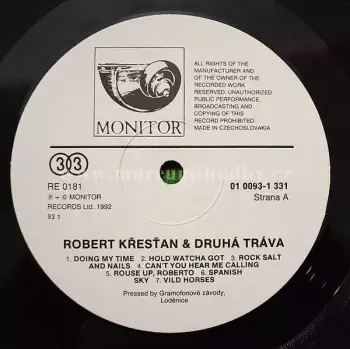 MONITOR
ALL RIGHTS OF THE
MANUFACTURER AND
OF THE OWNER OF THE
RECORDED WORK
RESERVED. UNAUTHORIZED
PUBLIC PERFORMANCE,
BROADCASTING AND
COPYING OF THIS
RECORD PROHIBITED.
MADE IN CZECHOSLOVAKIA
33
RE 0181
℗ + © MONITOR
RECORDS Ltd. 1992
93 1
01 0093-1 331
Strana A
ROBERT KŘESŤAN & DRUHÁ TRÁVA
1. DOING MY TIME 2. HOLD WATCHA GOT 3. ROCK SALT
AND NAILS 4. CAN'T YOU HEAR ME CALLING
5. ROUSE UP, ROBERTO 6. SPANISH
SKY 7. VILD HORSES
Pressed by Gramofonové závody,
Loděnice